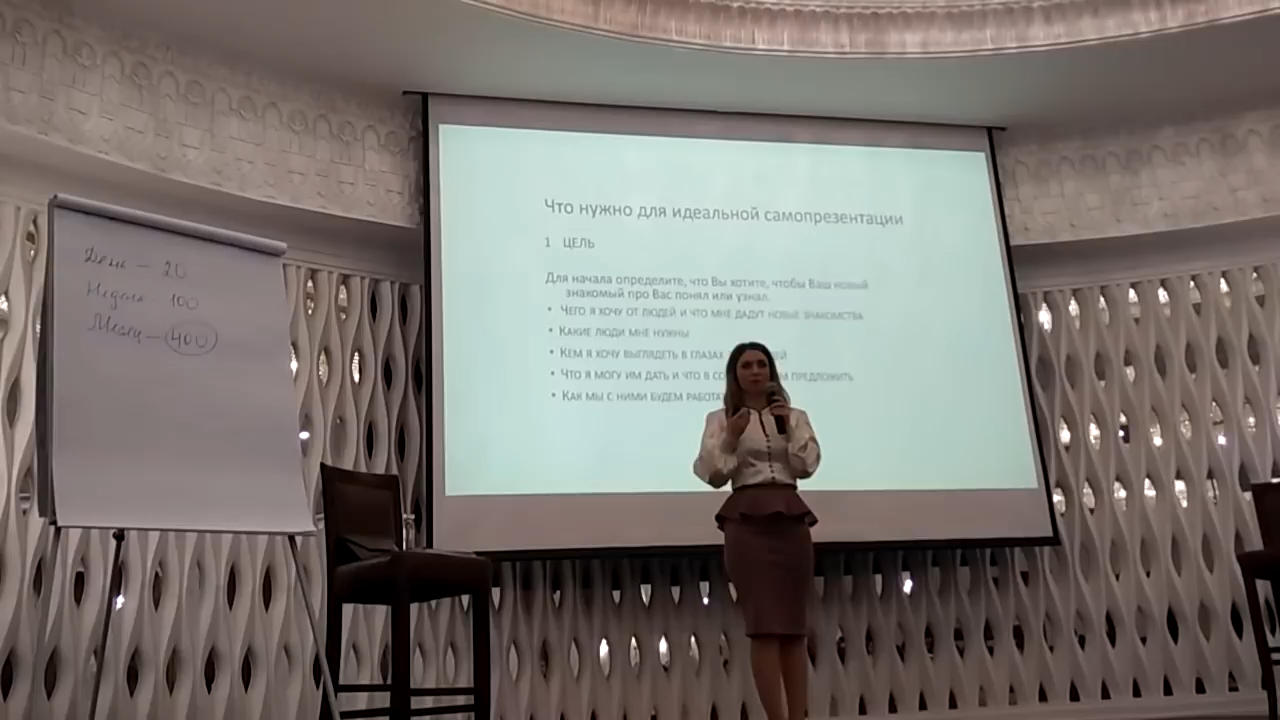 День – 20
Неделя – 100
Месяц – 400
Что нужно для идеальной самопрезентации
1 ЦЕЛЬ
Для начала определите, что Вы хотите, чтобы Ваш новый
знакомый про Вас понял или узнал.
• Чего я хочу от людей и что мне дадут новые знакомства
• Какие люди мне нужны
• Кем я хочу выглядеть в глазах
• Что я могу им дать и что в предложить
• Как мы с ними будем